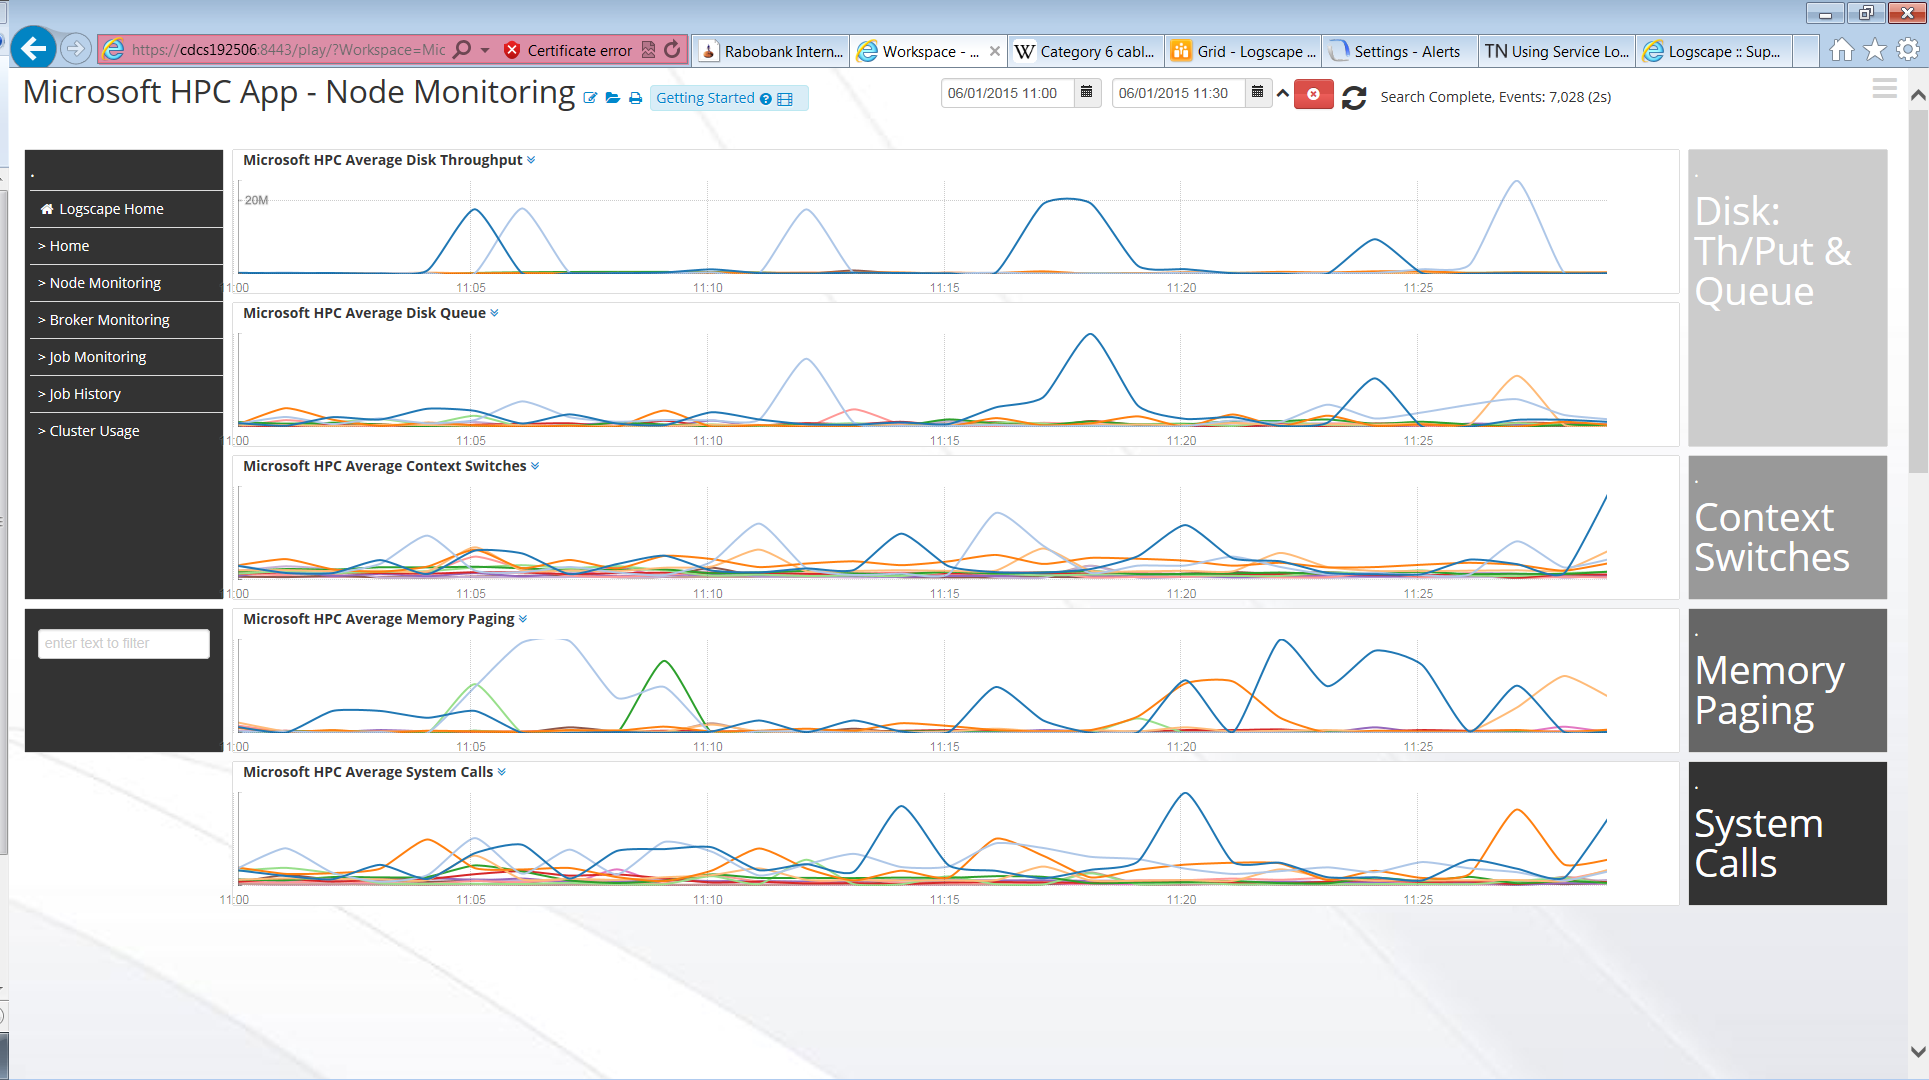 https://cdcs192506:8443/play/?Workspace=Mic
Certificate error
Rabobank Intern...
Workspace - ...
Category 6 cabl...
Grid - Logscape ...
Settings - Alerts
TN Using Service Lo...
Logscape :: Sup...
Microsoft HPC App - Node Monitoring
Getting Started
06/01/2015 11:00
06/01/2015 11:30
Search Complete, Events: 7,028 (2s)
.
Logscape Home
> Home
> Node Monitoring
> Broker Monitoring
> Job Monitoring
> Job History
> Cluster Usage
enter text to filter
Microsoft HPC Average Disk Throughput
20M
11:00 11:05 11:10 11:15 11:20 11:25
Microsoft HPC Average Disk Queue
11:00 11:05 11:10 11:15 11:20 11:25
Microsoft HPC Average Context Switches
11:00 11:05 11:10 11:15 11:20 11:25
Microsoft HPC Average Memory Paging
11:00 11:05 11:10 11:15 11:20 11:25
Microsoft HPC Average System Calls
11:00 11:05 11:10 11:15 11:20 11:25
.
Disk:
Th/Put &
Queue
.
Context
Switches
.
Memory
Paging
.
System
Calls